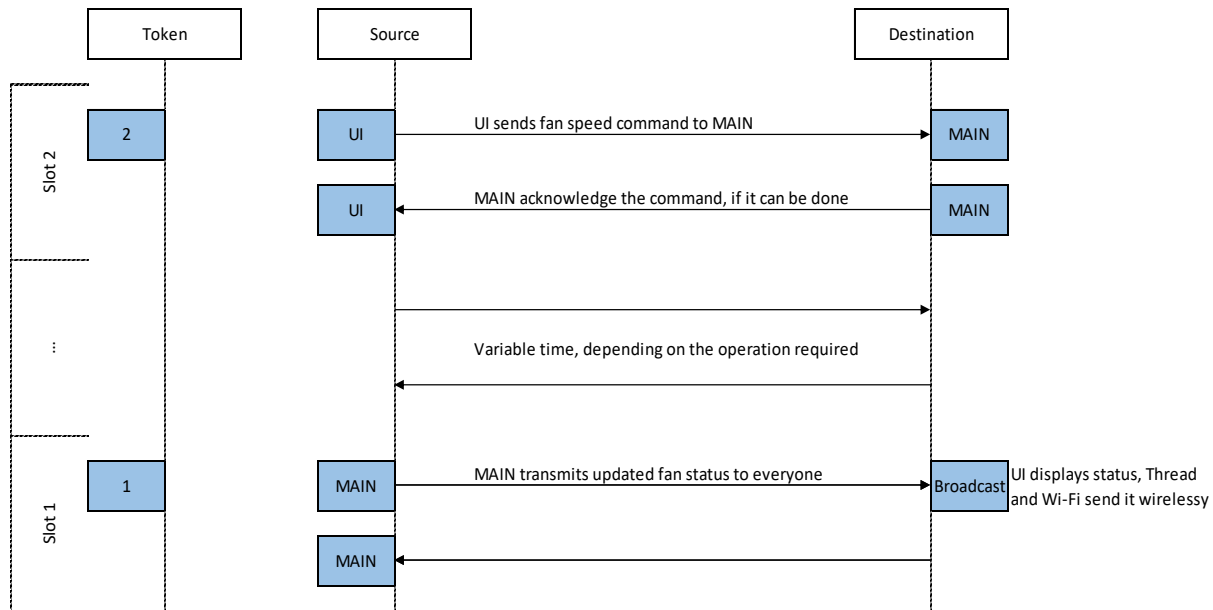 Token
Source
Destination
Slot 2
2
UI
UI sends fan speed command to MAIN
MAIN
UI
MAIN acknowledge the command, if it can be done
MAIN
...
Variable time, depending on the operation required
Slot 1
1
MAIN
MAIN transmits updated fan status to everyone
Broadcast
UI displays status, Thread
and Wi-Fi send it wirelessy
MAIN